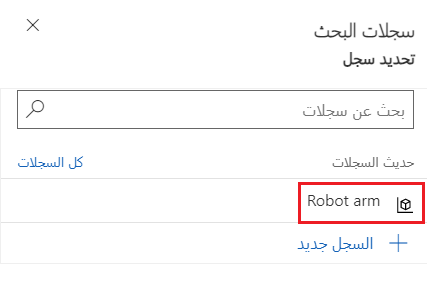 سجلات البحث
تحديد سجل
بحث عن سجلات
حديث السجلات
كل السجلات
Robot arm
السجل جديد